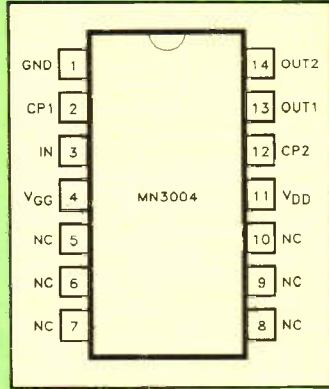 GND 1
CP1 2
IN 3
VGG 4
NC 5
NC 6
NC 7
MN3004
14 OUT2
13 OUT1
12 CP2
11 VDD
10 NC
9 NC
8 NC